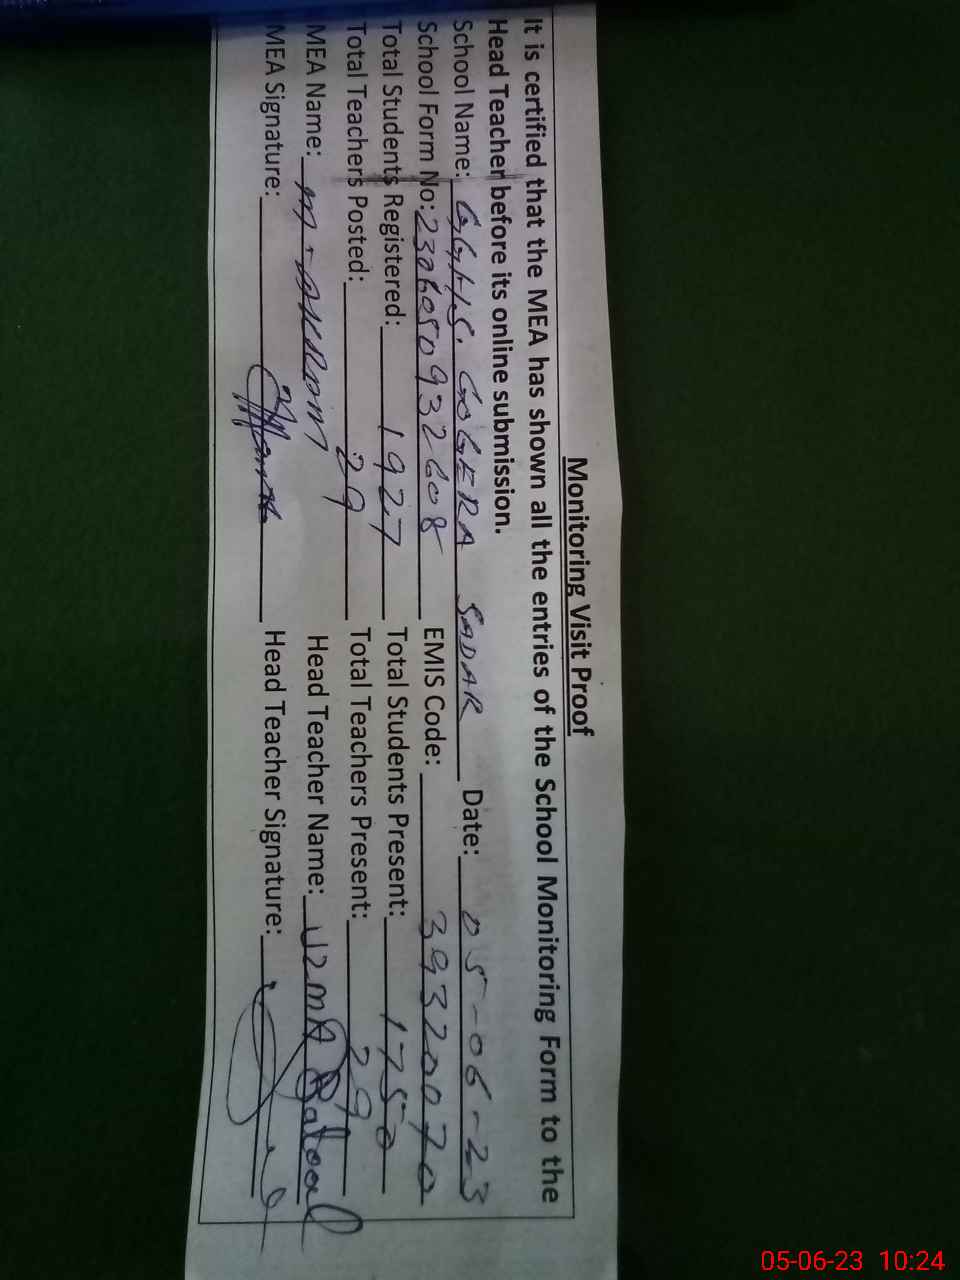 Monitoring Visit Proof
It is certified that the MEA has shown all the entries of the School Monitoring Form to the
Head Teacher before its online submission.
School Name: GGHS. GOGERA SADAR Date: 05-06-23
School Form No: 2306050932608 EMIS Code: 39320070
Total Students Registered: 1927 Total Students Present: 1750
Total Teachers Posted: 29 Total Teachers Present: 29
MEA Name: M. AKRAM Head Teacher Name: UZMA Batool
MEA Signature: Head Teacher Signature:
05-06-23 10:24